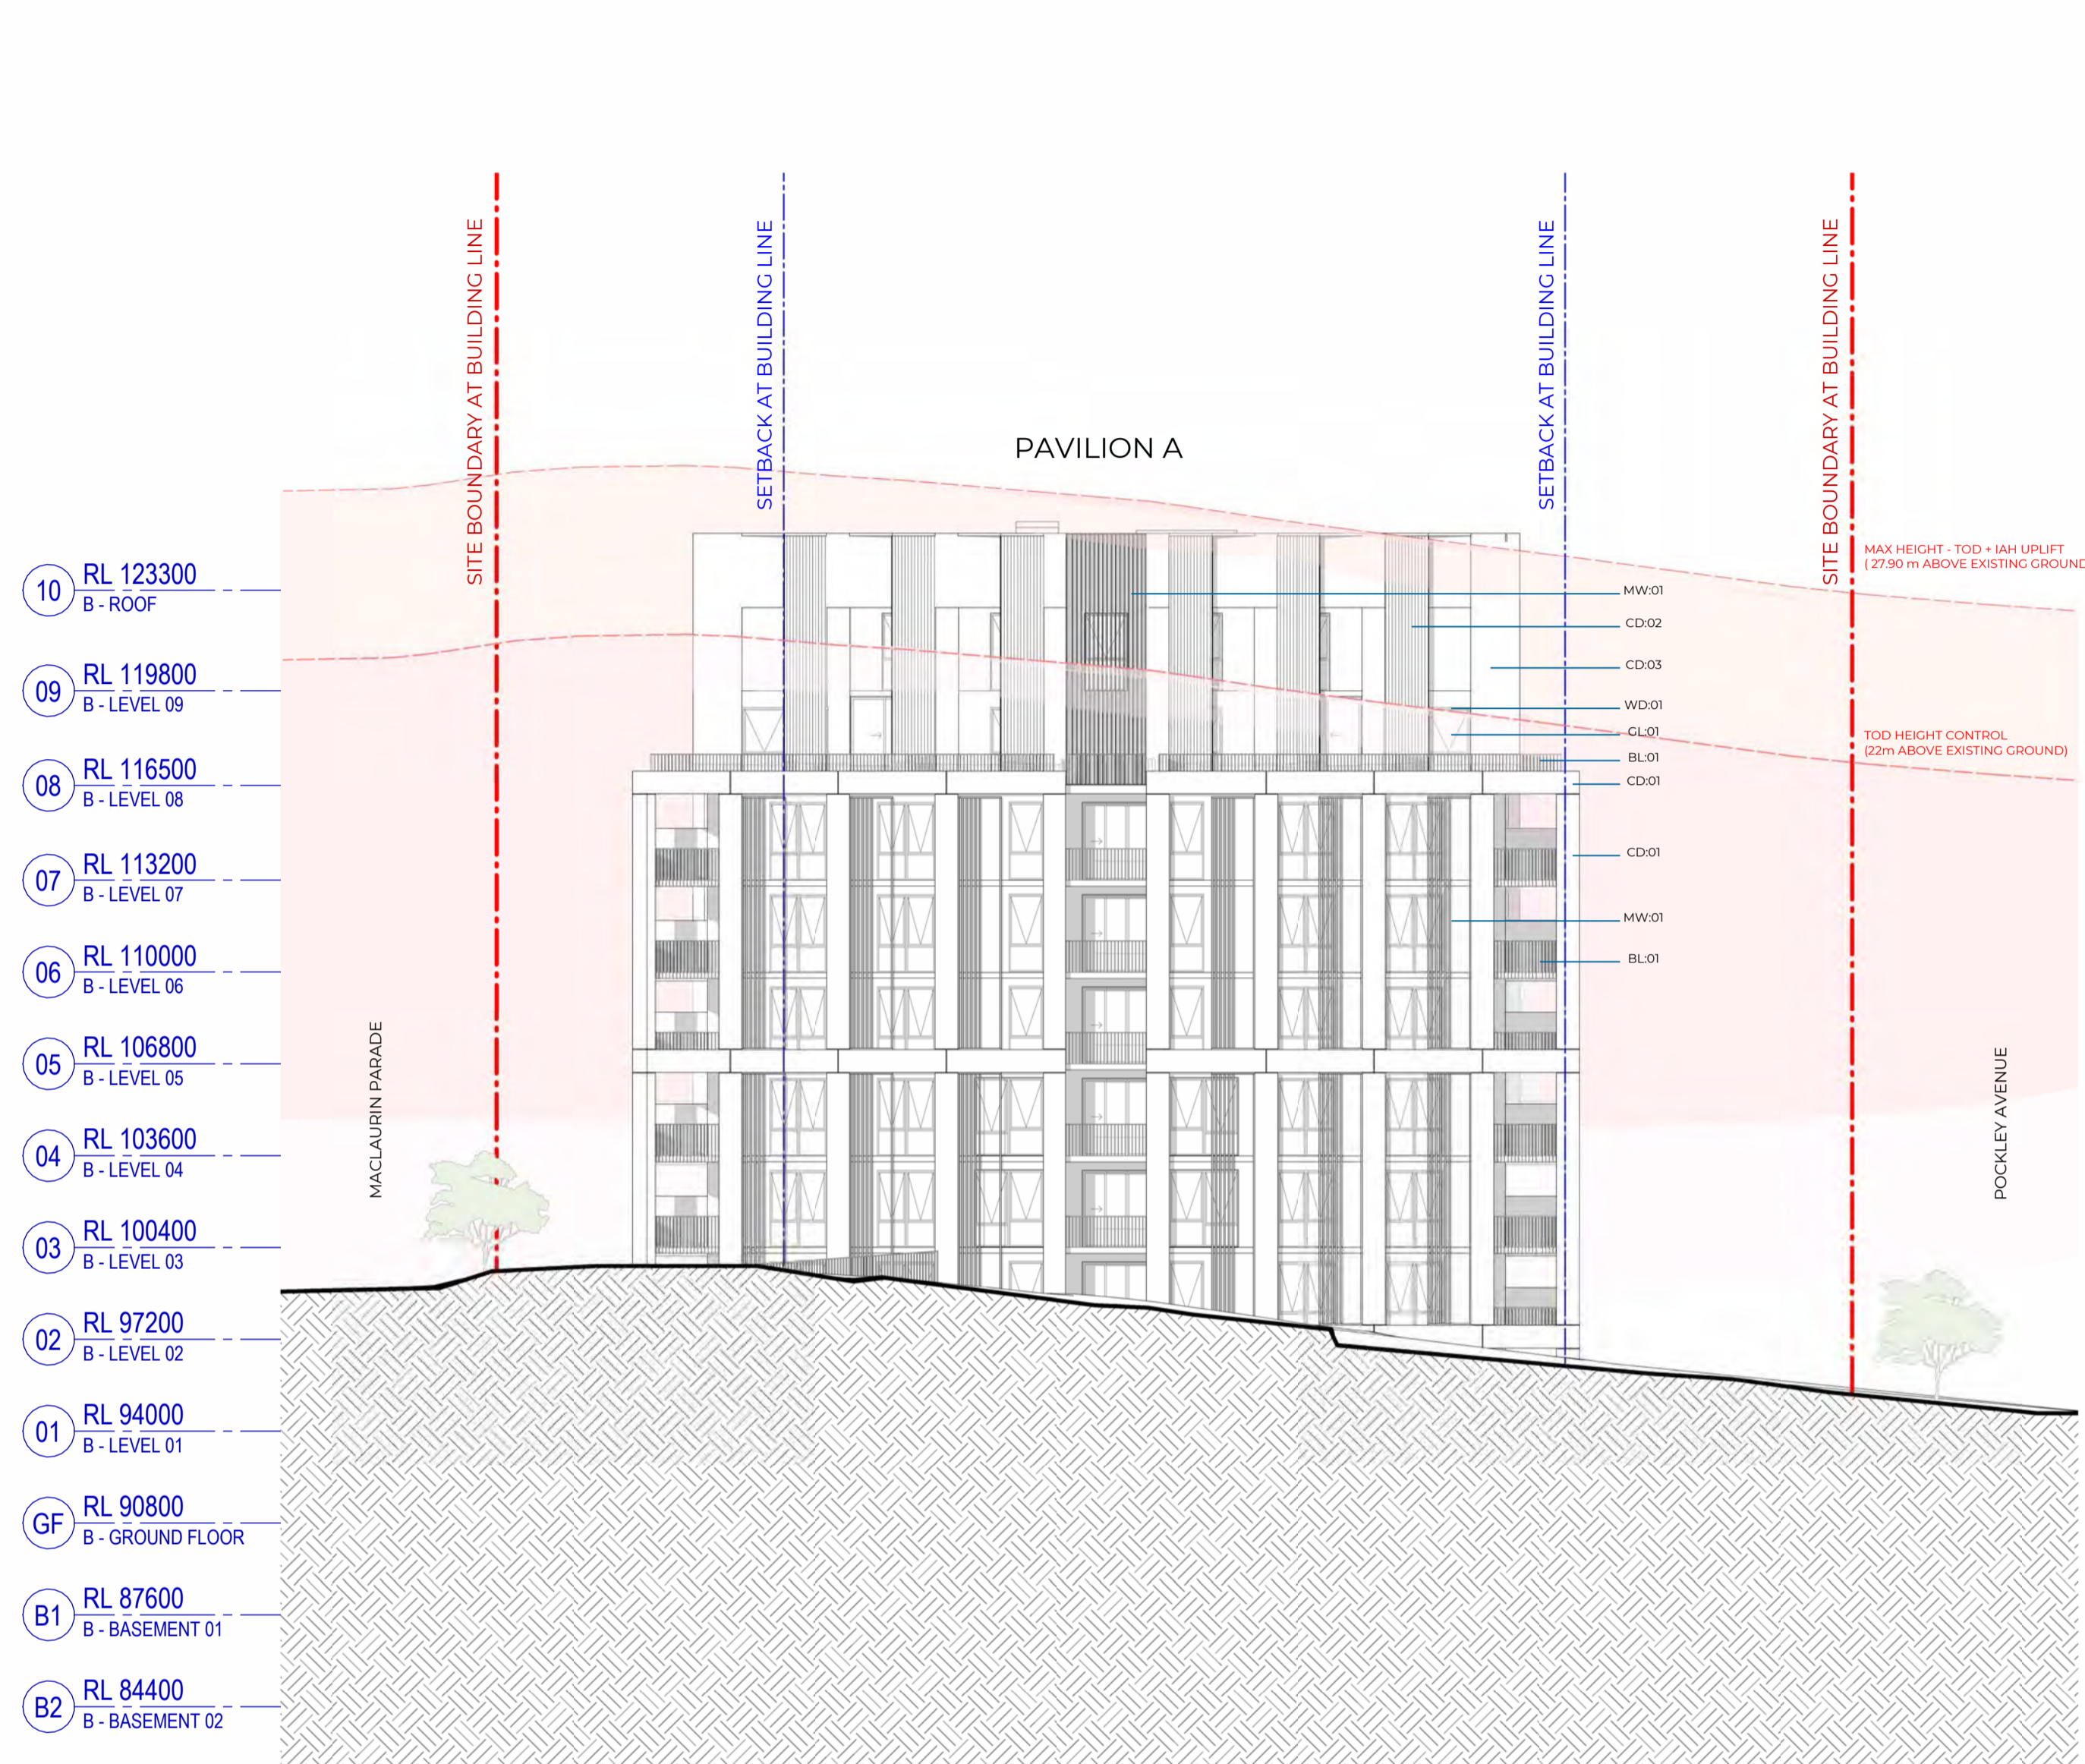 SITE BOUNDARY AT BUILDING LINE
SETBACK AT BUILDING LINE
SETBACK AT BUILDING LINE
SITE BOUNDARY AT BUILDING LINE
PAVILION A
MAX HEIGHT - TOD + IAH UPLIFT
( 27.90 m ABOVE EXISTING GROUND
10 RL 123300
B - ROOF
MW:01
CD:02
CD:03
09 RL 119800
B - LEVEL 09
WD:01
GL:01
TOD HEIGHT CONTROL
(22m ABOVE EXISTING GROUND)
BL:01
08 RL 116500
B - LEVEL 08
CD:01
CD:01
07 RL 113200
B - LEVEL 07
MW:01
BL:01
06 RL 110000
B - LEVEL 06
05 RL 106800
B - LEVEL 05
MACLAURIN PARADE
POCKLEY AVENUE
04 RL 103600
B - LEVEL 04
03 RL 100400
B - LEVEL 03
02 RL 97200
B - LEVEL 02
01 RL 94000
B - LEVEL 01
GF RL 90800
B - GROUND FLOOR
B1 RL 87600
B - BASEMENT 01
B2 RL 84400
B - BASEMENT 02